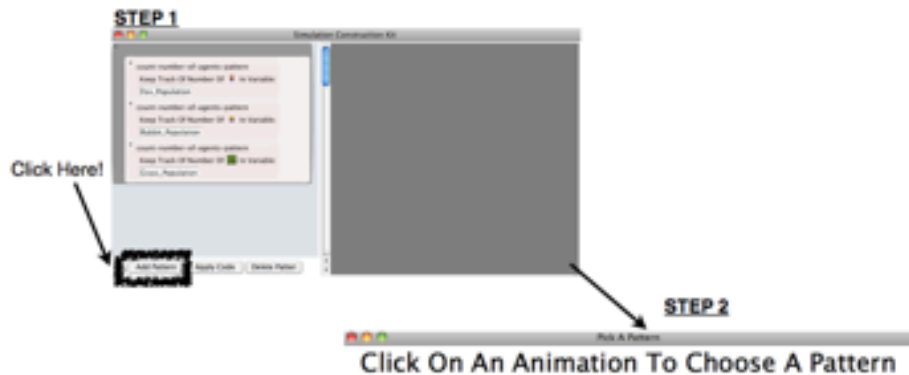 STEP 1
Simulation Construction Kit
count-number-of-agents-pattern
Keep Track Of Number Of in Variable
Fox_Population
count-number-of-agents-pattern
Keep Track Of Number Of in Variable
Rabbit_Population
count-number-of-agents-pattern
Keep Track Of Number Of in Variable
Grass_Population
Click Here!
Add Pattern Apply Code Delete
STEP 2
Pick A Pattern
Click On An Animation To Choose A Pattern